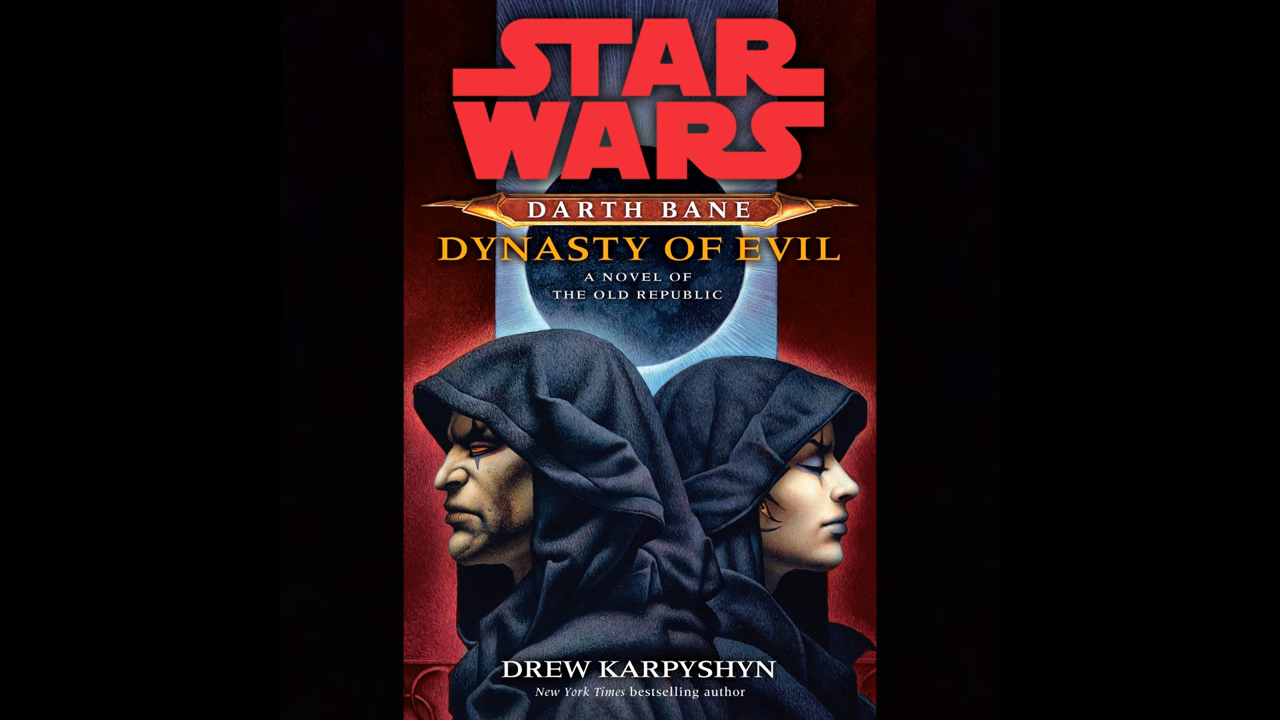 STAR
WARS
DARTH BANE
DYNASTY OF EVIL
A NOVEL OF
THE OLD REPUBLIC
DREW KARPYSHYN
New York Times bestselling author